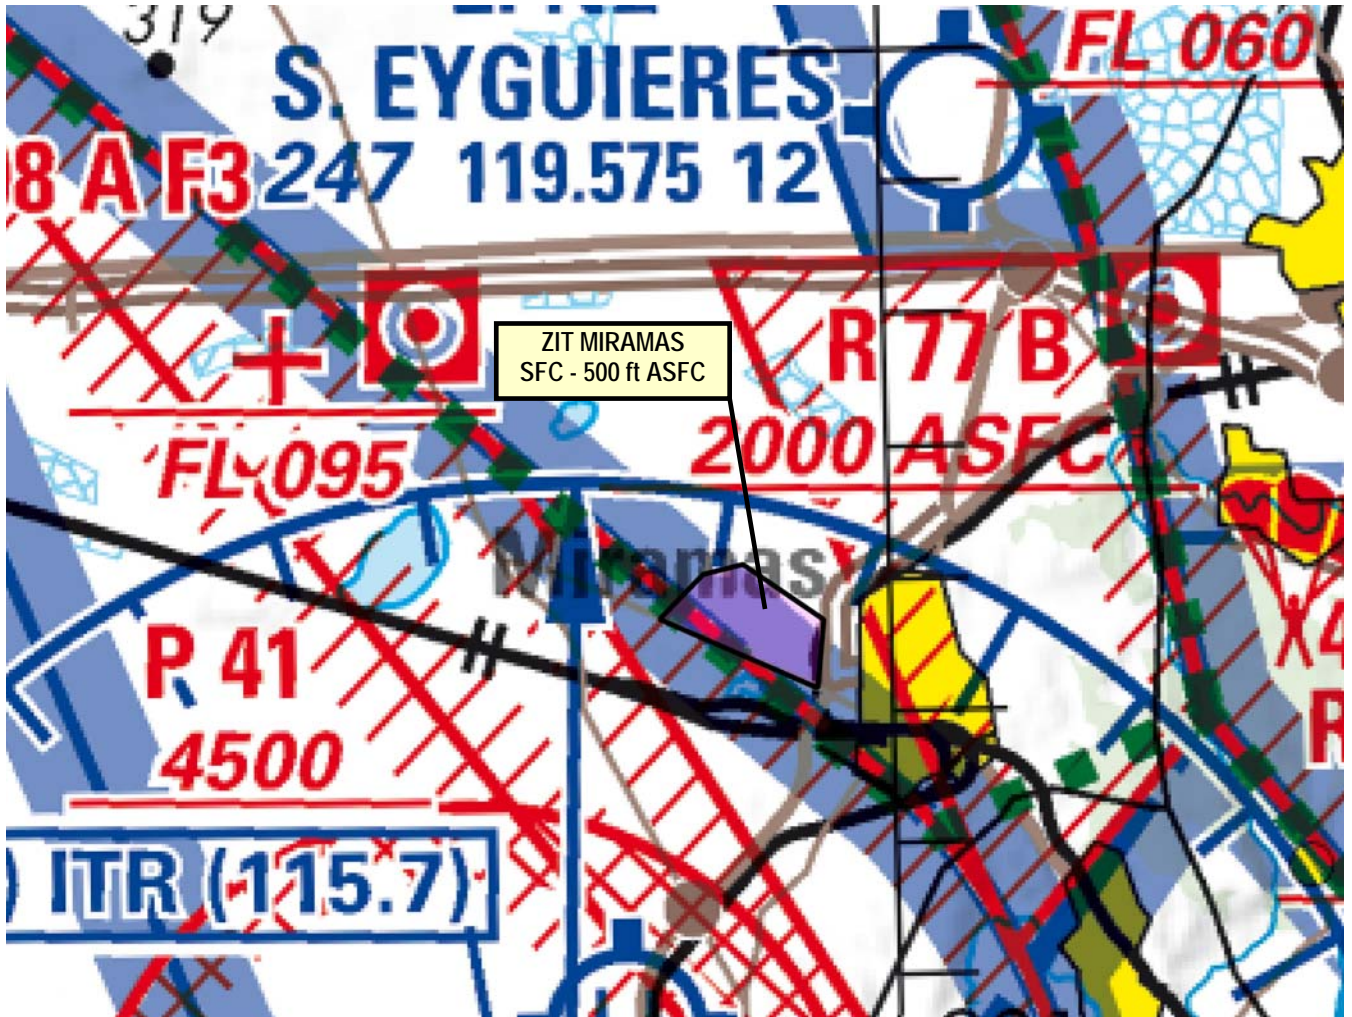 319
FL 060
S. EYGUIERES
247 119.575 12
8 A F3
ZIT MIRAMAS
SFC - 500 ft ASFC
R 77 B
2000 ASFC
FL 095
Miramas
P 41
4500
ITR (115.7)
R